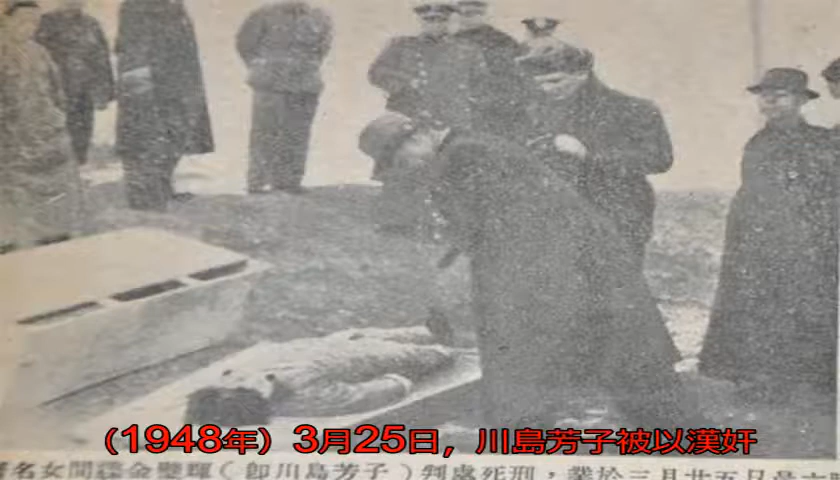 （1948年）3月25日，川島芳子被以漢奸
名女間諜金璧輝（卽川島芳子）判處死刑，業於三月廿五日